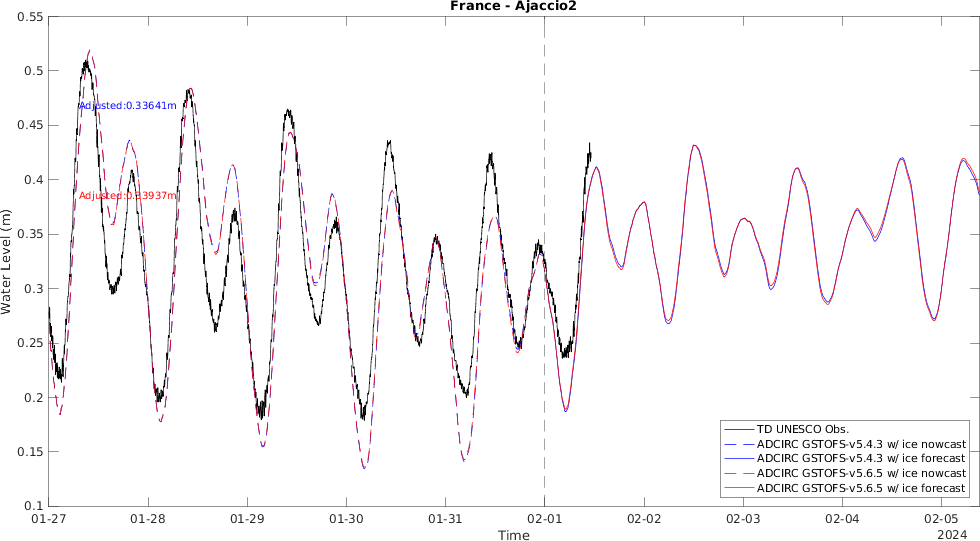 France - Ajaccio2
0.55
0.5
0.45
0.4
0.35
0.3
0.25
0.2
0.15
0.1
Water Level (m)
Adjusted:0.33641m
Adjusted:0.33937m
TD UNESCO Obs.
ADCIRC GSTOFS-v5.4.3 w/ ice nowcast
ADCIRC GSTOFS-v5.4.3 w/ ice forecast
ADCIRC GSTOFS-v5.6.5 w/ ice nowcast
ADCIRC GSTOFS-v5.6.5 w/ ice forecast
01-27 01-28 01-29 01-30 01-31 02-01 02-02 02-03 02-04 02-05
Time
2024